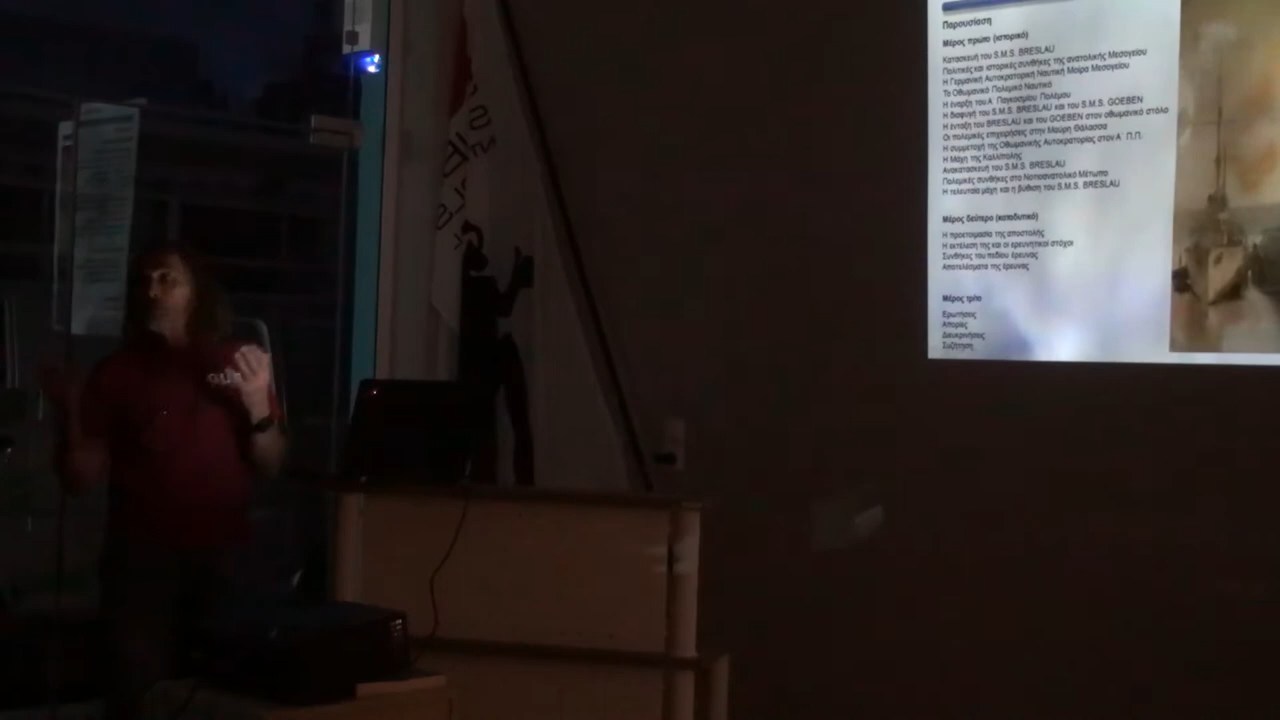 Παρουσίαση
Μέρος πρώτο (ιστορικό)
Κατασκευή του S.M.S. BRESLAU
Πολιτικές και ιστορικές συνθήκες της ανατολικής Μεσογείου
Η Γερμανική Αυτοκρατορική Ναυτική Μοίρα Μεσογείου
Το Οθωμανικό Πολεμικό Ναυτικό
Η έναρξη του Α΄ Παγκοσμίου Πολέμου
Η διαφυγή του S.M.S. BRESLAU και του S.M.S. GOEBEN
Η ένταξη του BRESLAU και του GOEBEN στον οθωμανικό στόλο
Οι πολεμικές επιχειρήσεις στην Μαύρη Θάλασσα
Η συμμετοχή της Οθωμανικής Αυτοκρατορίας στον Α΄ Π.Π.
Η Μάχη της Καλλίπολης
Ανακατασκευή του S.M.S. BRESLAU
Πολεμικές συνθήκες στο Νοτιοανατολικό Μέτωπο
Η τελευταία μάχη και η βύθιση του S.M.S. BRESLAU
Μέρος δεύτερο (καταδυτικό)
Η προετοιμασία της αποστολής
Η εκτέλεση της και οι ερευνητικοί στόχοι
Συνθήκες του πεδίου έρευνας
Αποτελέσματα της έρευνας
Μέρος τρίτο
Ερωτήσεις
Απορίες
Διευκρινήσεις
Συζήτηση